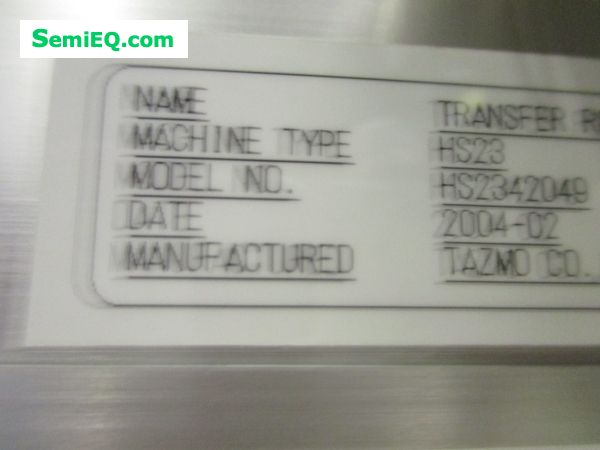 SemiEQ.com
NAME TRANSFER
MACHINE TYPE HS23
MODEL NO. HS2342049
DATE 2004-02
MANUFACTURED TAZMO CO.